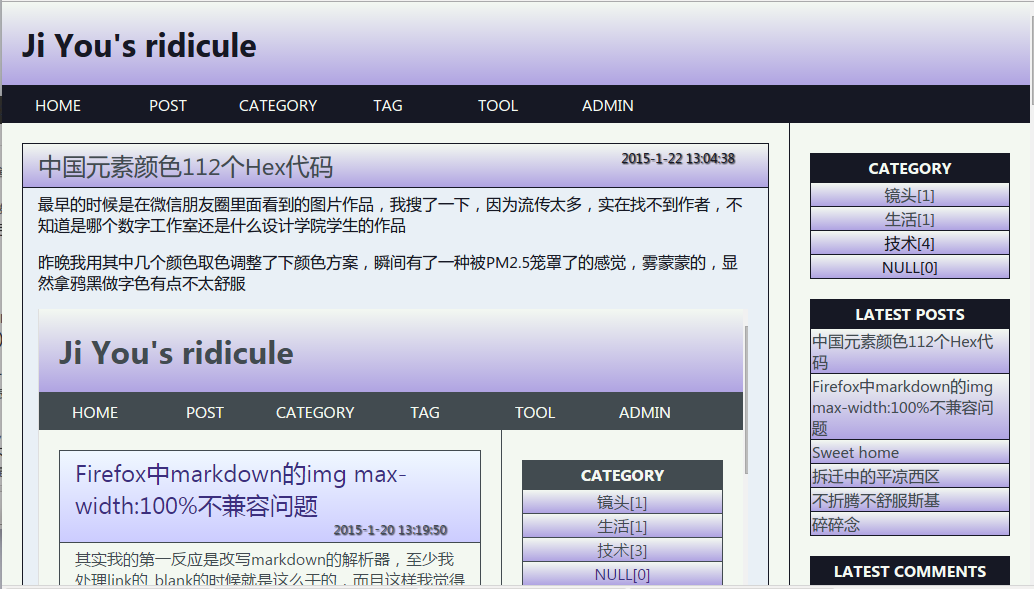 Ji You's ridicule
HOME POST CATEGORY TAG TOOL ADMIN
中国元素颜色112个Hex代码
2015-1-22 13:04:38
最早的时候是在微信朋友圈里面看到的图片作品，我搜了一下，因为流传太多，实在找不到作者，不
知道是哪个数字工作室还是什么设计学院学生的作品
昨晚我用其中几个颜色取色调整了下颜色方案，瞬间有了一种被PM2.5笼罩了的感觉，雾蒙蒙的，显
然拿鸦黑做字色有点不太舒服
Ji You's ridicule
HOME POST CATEGORY TAG TOOL ADMIN
Firefox中markdown的img max-
width:100%不兼容问题
2015-1-20 13:19:50
其实我的第一反应是改写markdown的解析器，至少我
处理link的_blank的时候就是这么干的，而且这样我觉得
CATEGORY
镜头[1]
生活[1]
技术[3]
NULL[0]
CATEGORY
镜头[1]
生活[1]
技术[4]
NULL[0]
LATEST POSTS
中国元素颜色112个Hex代
码
Firefox中markdown的img
max-width:100%不兼容问
题
Sweet home
拆迁中的平凉西区
不折腾不舒服斯基
碎碎念
LATEST COMMENTS